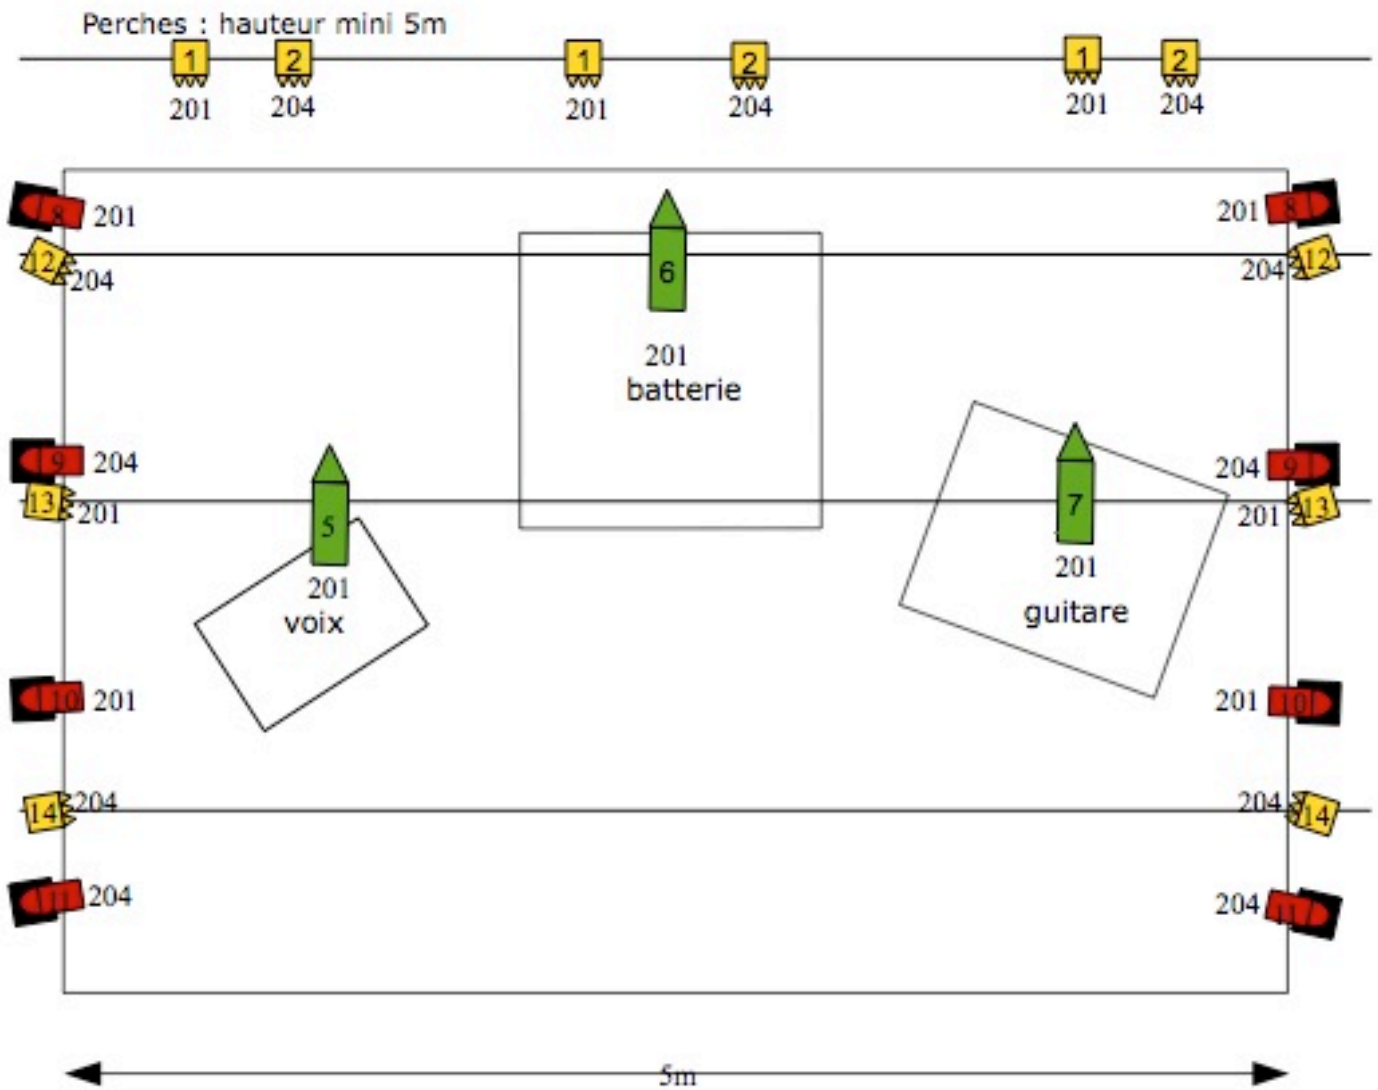 Perches : hauteur mini 5m
1 2 1 2 1 2
201 204 201 204 201 204
8 201 201 8
12 204 204 12
6
201
batterie
9 204 204 9
13 201 201 13
5
201
voix
7
201
guitare
10 201 201 10
14 204 204 14
11 204 204 11
5m